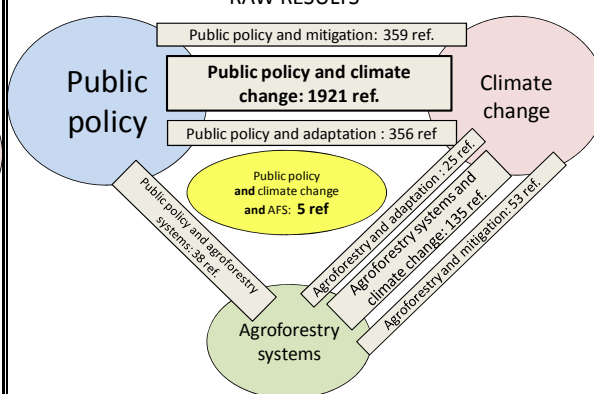 RAW RESULTS
Public policy and mitigation: 359 ref.
Public policy and climate
change: 1921 ref.
Public policy and adaptation : 356 ref
Public
policy
Climate
change
Public policy
and climate change
and AFS: 5 ref
Public policy and agroforestry
systems: 38 ref.
Agroforestry and adaptation : 25 ref.
Agroforestry systems and
climate change: 135 ref.
Agroforestry and mitigation: 53 ref.
Agroforestry
systems